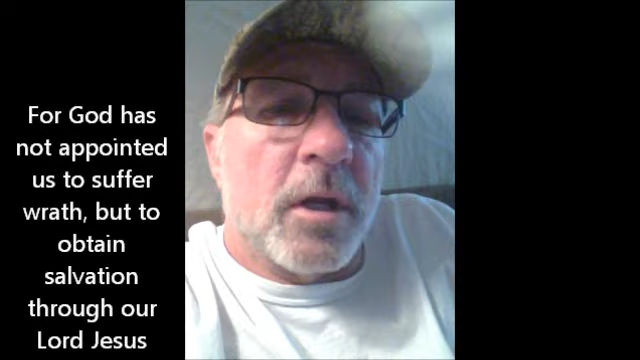 For God has
not appointed
us to suffer
wrath, but to
obtain
salvation
through our
Lord Jesus